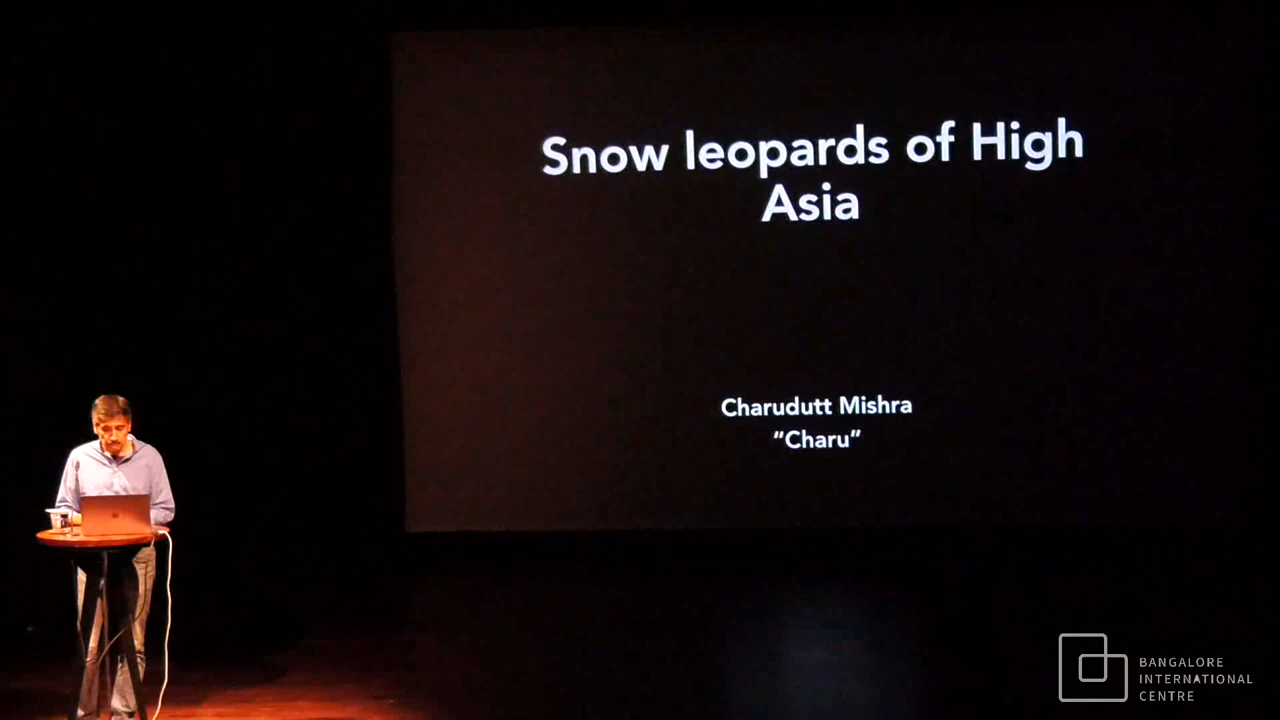 Snow leopards of High
Asia
Charudutt Mishra
“Charu”
BANGALORE
INTERNATIONAL
CENTRE